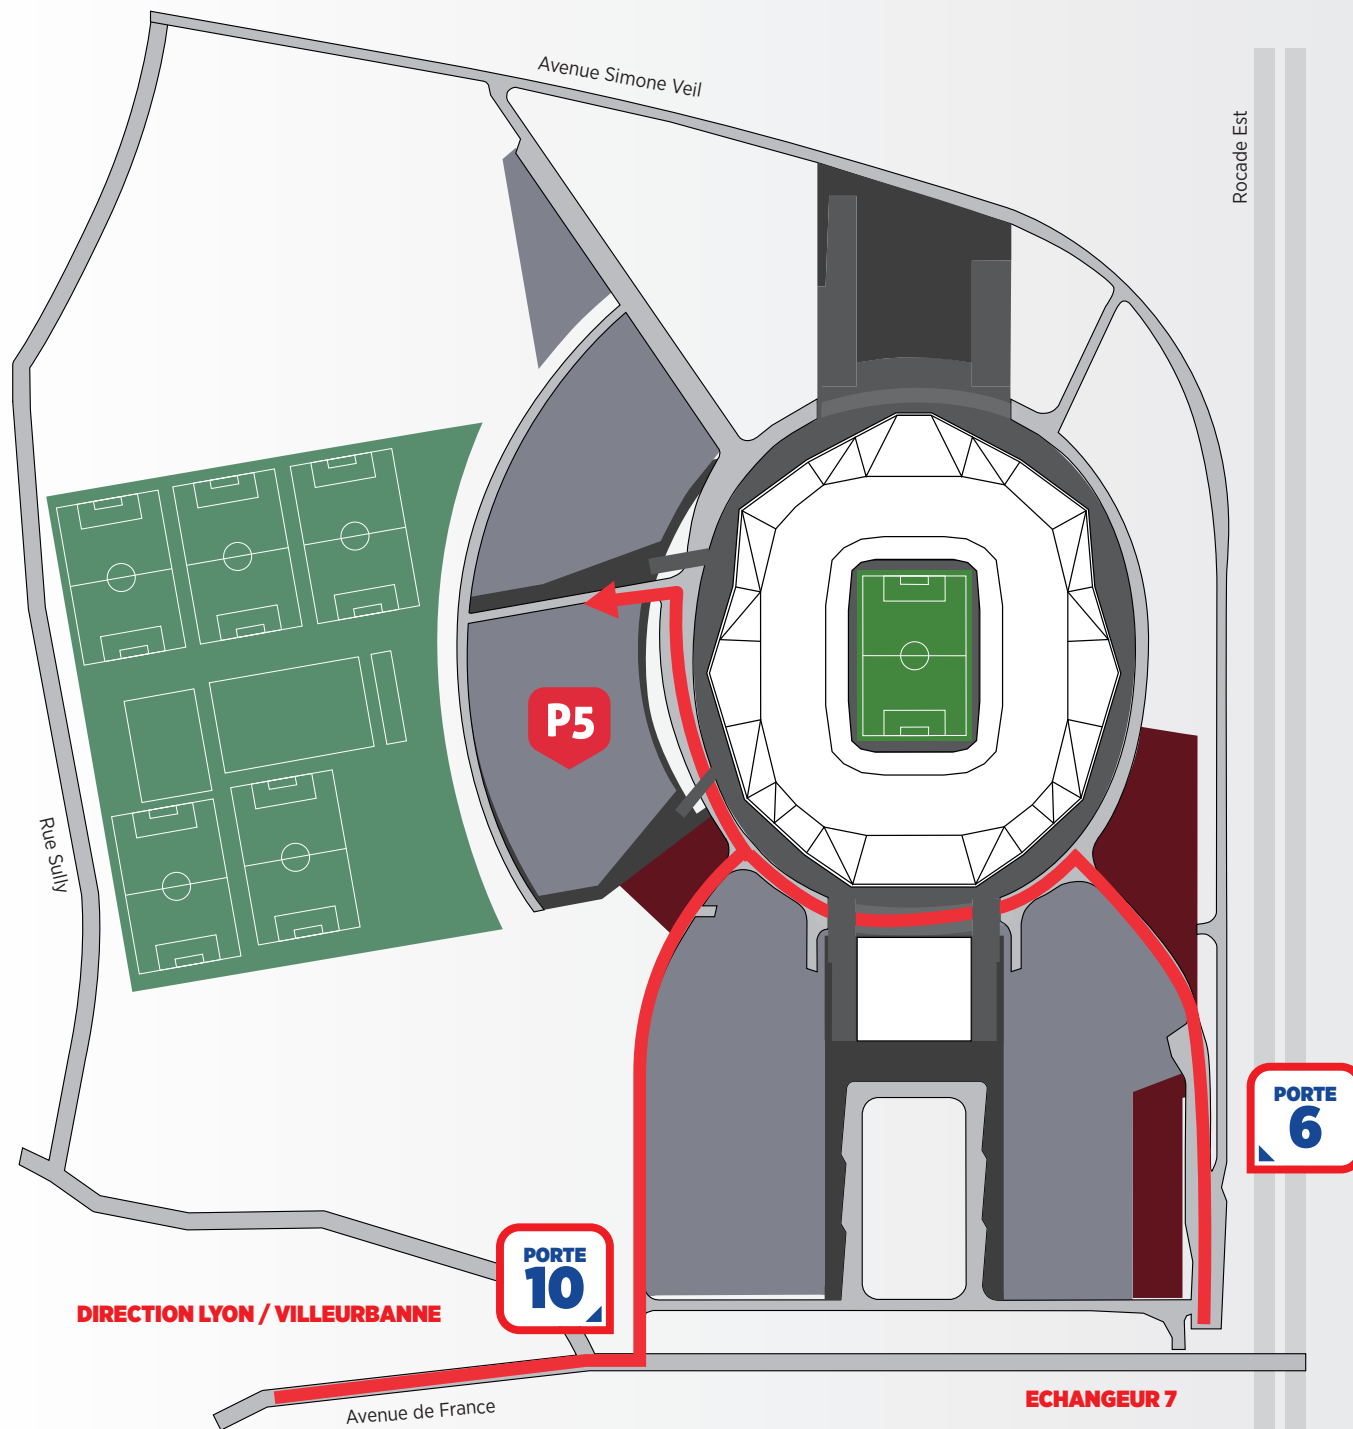 Avenue Simone Veil
Rocade Est
P5
Rue Sully
PORTE
6
PORTE
10
DIRECTION LYON / VILLEURBANNE
ECHANGEUR 7
Avenue de France